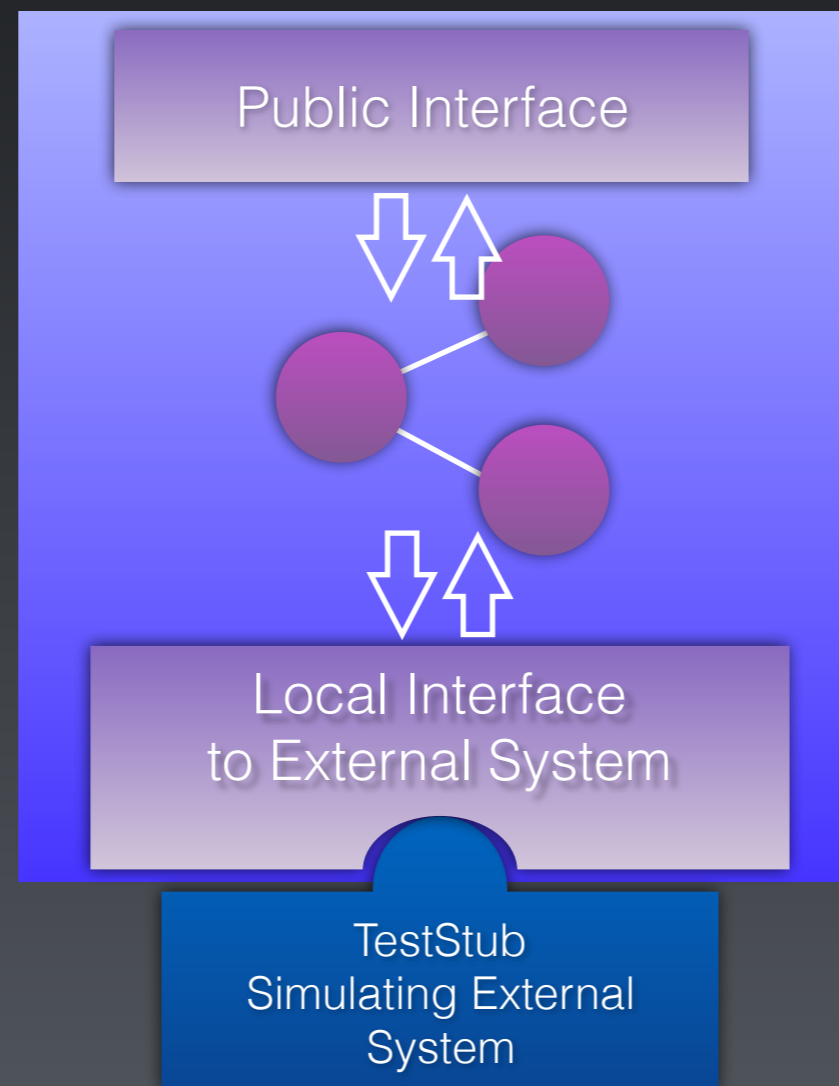 Public Interface
Local Interface
to External System
TestStub
Simulating External
System